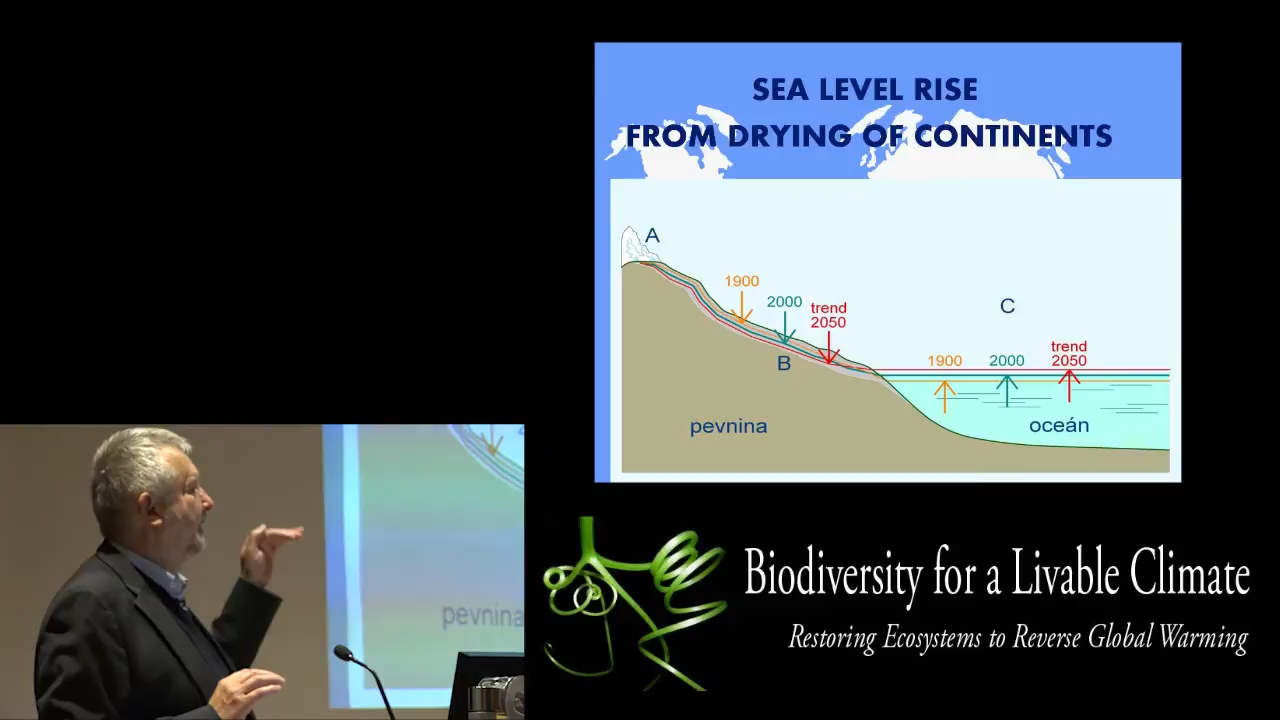 SEA LEVEL RISE
FROM DRYING OF CONTINENTS
A
1900
2000
trend
2050
B
C
1900
2000
trend
2050
pevnina
oceán
pevnina
Biodiversity for a Livable Climate
Restoring Ecosystems to Reverse Global Warming